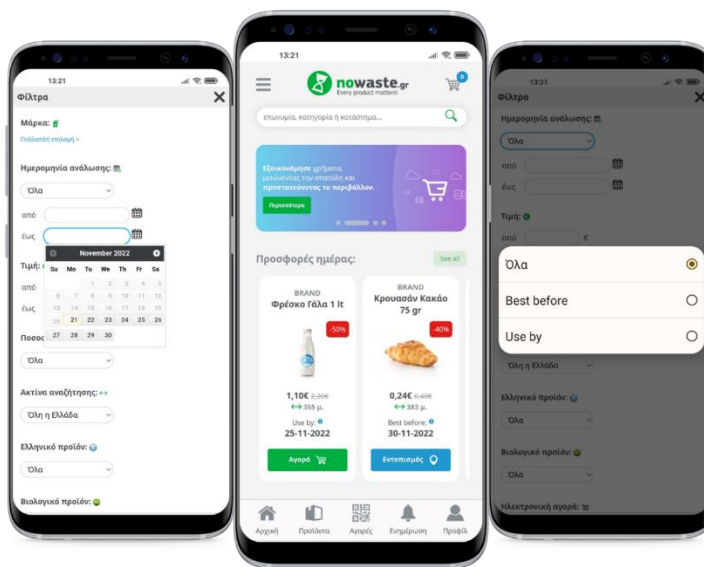 13:21
Φίλτρα
Μάρκα:
Πολλαπλή επιλογή >
Ημερομηνία ανάλωσης:
Όλα
από
έως
November 2022
Su Mo Tu We Th Fr Sa
1 2 3 4 5
6 7 8 9 10 11 12
13 14 15 16 17 18 19
20 21 22 23 24 25 26
27 28 29 30
Τιμή:
από
έως
Ποσοσ
Όλα
Ακτίνα αναζήτησης:
Όλη η Ελλάδα
Ελληνικό προϊόν:
Όλα
Βιολογικό προϊόν:
13:21
nowaste.gr
Every product matters!
0
επωνυμία, κατηγορία ή κατάστημα...
Εξοικονόμησε χρήματα,
μειώνοντας την σπατάλη και
προστατεύοντας το περιβάλλον.
Περισσότερα
Προσφορές ημέρας:
See all
BRAND
Φρέσκο Γάλα 1 lt
-50%
1,10€ 2,20€
355 μ.
Use by:
25-11-2022
Αγορά
BRAND
Κρουασάν Κακάο
75 gr
-40%
0,24€ 0,40€
383 μ.
Best before:
30-11-2022
Εντοπισμός
Αρχική Προϊόντα Αγορές Ενημέρωση Προφίλ
13:21
Φίλτρα
Ημερομηνία ανάλωσης:
Όλα
από
έως
Τιμή:
από €
Όλα
Best before
Use by
Όλη η Ελλάδα
Ελληνικό προϊόν:
Όλα
Βιολογικό προϊόν:
Όλα
Ηλεκτρονική αγορά: